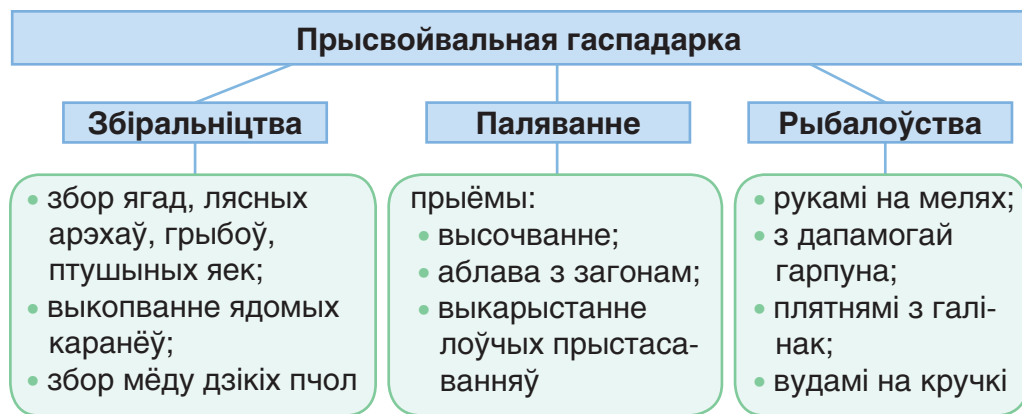 Прысвойвальная гаспадарка
Збіральніцтва
• збор ягад, лясных
арэхаў, грыбоў,
птушыных яек;
• выкопванне ядомых
каранёў;
• збор мёду дзікіх пчол
Паляванне
прыёмы:
• высочванне;
• аблава з загонам;
• выкарыстанне
лоўчых прыстаса-
ванняў
Рыбалоўства
• рукамі на мелях;
• з дапамогай
гарпуна;
• плятнямі з галі-
нак;
• вудамі на кручкі